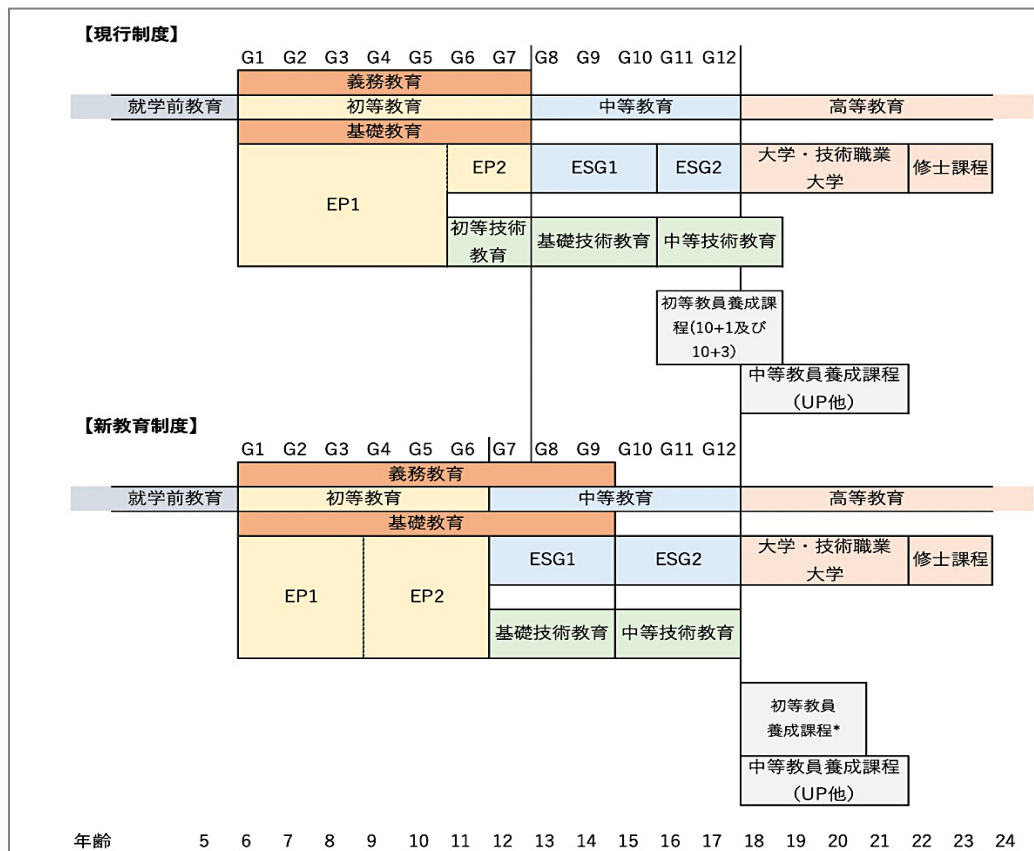 【現行制度】
G1 G2 G3 G4 G5 G6 G7 G8 G9 G10 G11 G12
義務教育
就学前教育 初等教育 中等教育 高等教育
基礎教育
EP1
EP2
ESG1
ESG2
大学・技術職業
大学
修士課程
初等技術
教育
基礎技術教育
中等技術教育
初等教員養成課
程(10+1及び
10+3)
中等教員養成課程
(UP他)
【新教育制度】
G1 G2 G3 G4 G5 G6 G7 G8 G9 G10 G11 G12
義務教育
就学前教育 初等教育 中等教育 高等教育
基礎教育
EP1
EP2
ESG1
ESG2
大学・技術職業
大学
修士課程
基礎技術教育
中等技術教育
初等教員
養成課程*
中等教員養成課程
(UP他)
年齢 5 6 7 8 9 10 11 12 13 14 15 16 17 18 19 20 21 22 23 24